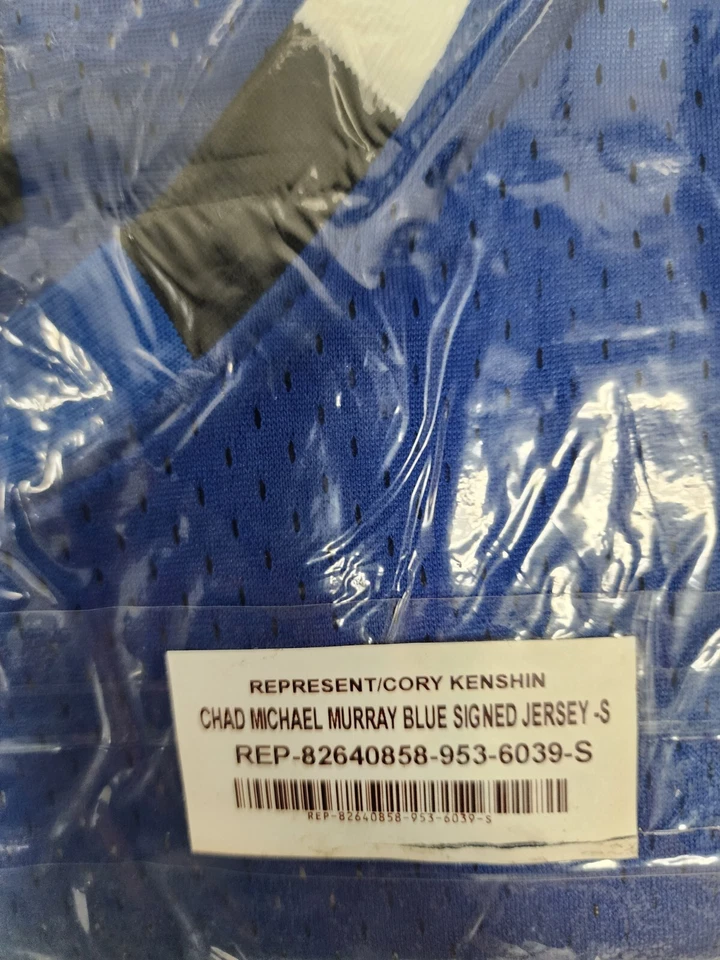 REPRESENT/CORY KENSHIN
CHAD MICHAEL MURRAY BLUE SIGNED JERSEY -S
REP-82640858-953-6039-S
REP-82640858-953-6039-S